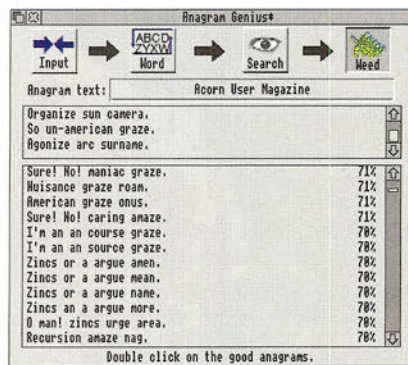 Anagram Genius*
ABCD
ZYXW
Input Word Search Weed
Anagram text: Acorn User Magazine
Organize sun camera.
So un-american graze.
Agonize arc surname.
Sure! No! maniac graze. 71%
Nuisance graze roam. 71%
American graze onus. 71%
Sure! No! caring amaze. 71%
I'm an an course graze. 70%
I'm an an source graze. 70%
Zincs or a argue amen. 70%
Zincs or a argue mean. 70%
Zincs or a argue name. 70%
Zincs an a argue more. 70%
O man! zincs urge area. 70%
Recursion amaze nag. 70%
Double click on the good anagrams.